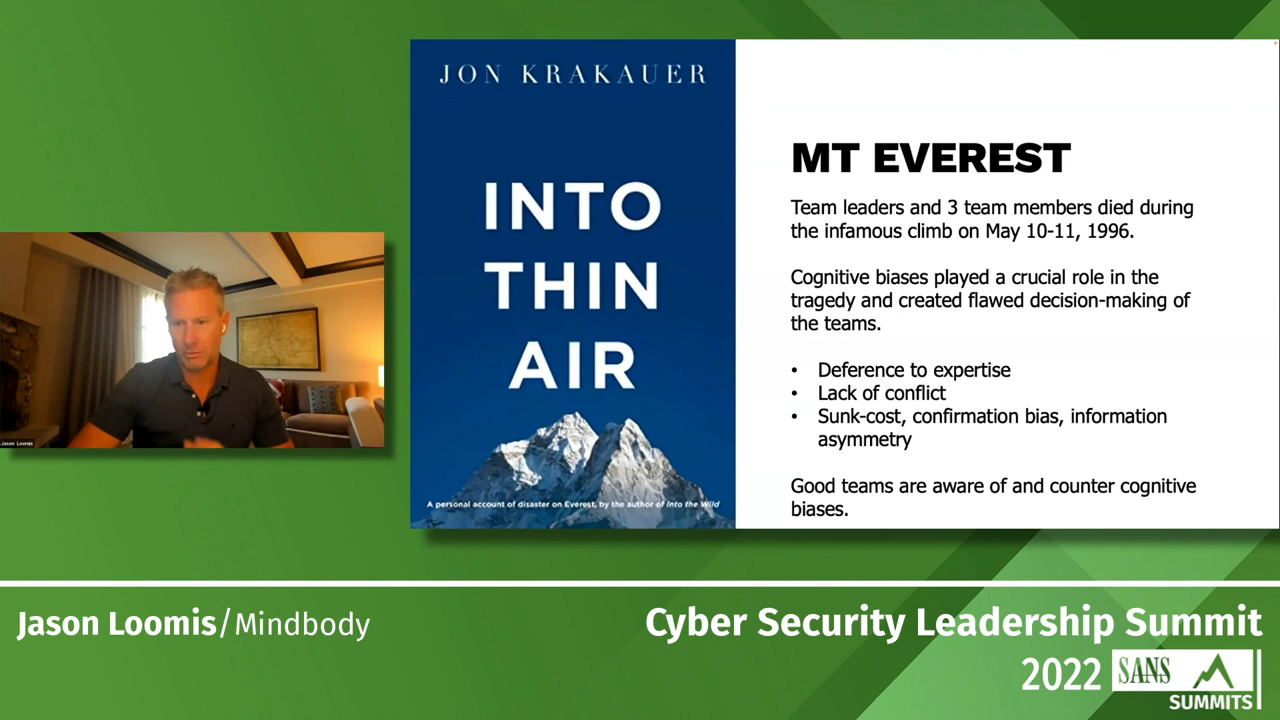 JON KRAKAUER
INTO
THIN
AIR
A personal account of disaster on Everest, by the author of Into the Wild
MT EVEREST
Team leaders and 3 team members died during
the infamous climb on May 10-11, 1996.
Cognitive biases played a crucial role in the
tragedy and created flawed decision-making of
the teams.
• Deference to expertise
• Lack of conflict
• Sunk-cost, confirmation bias, information
asymmetry
Good teams are aware of and counter cognitive
biases.
Jason Loomis
Jason Loomis/Mindbody
Cyber Security Leadership Summit
2022
SANS
SUMMITS